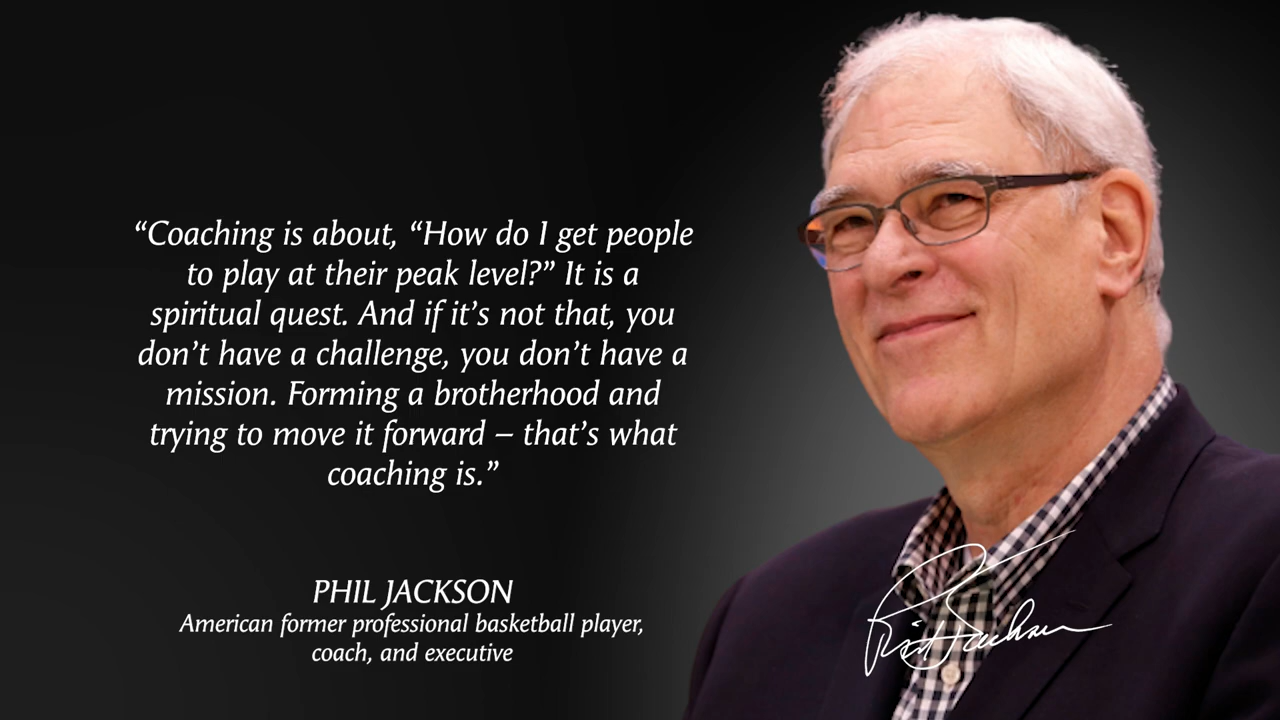 “Coaching is about, “How do I get people
to play at their peak level?” It is a
spiritual quest. And if it’s not that, you
don’t have a challenge, you don’t have a
mission. Forming a brotherhood and
trying to move it forward – that’s what
coaching is.”
PHIL JACKSON
American former professional basketball player,
coach, and executive